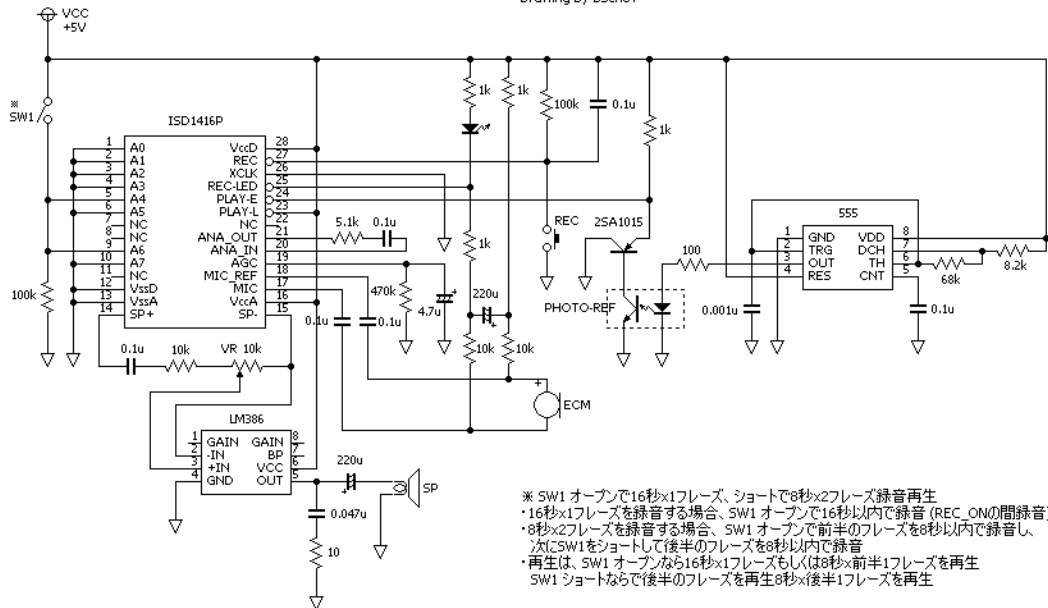 Drawing by BSch3V
VCC
+5V
※
SW1
ISD1416P
1 A0 VccD 28
2 A1 REC 27
3 A2 XCLK 26
4 A3 REC-LED 25
5 A4 PLAY-E 24
6 A5 PLAY-L 23
7 NC NC 22
8 NC ANA_OUT 21
9 A6 ANA_IN 20
10 A7 AGC 19
11 NC MIC_REF 18
12 VssD MIC 17
13 VssA VccA 16
14 SP+ SP- 15
100k
1k
1k
100k
0.1u
1k
5.1k
0.1u
1k
REC
2SA1015
PHOTO-REF
100
470k
4.7u
220u
0.1u
0.1u
10k
10k
ECM
555
1 GND VDD 8
2 TRG DCH 7
3 OUT TH 6
4 RES CNT 5
68k
8.2k
0.001u
0.1u
0.1u
10k
VR 10k
LM386
1 GAIN GAIN 8
2 -IN BP 7
3 +IN VCC 6
4 GND OUT 5
220u
SP
0.047u
10
※ SW1 オープンで16秒x1フレーズ、ショートで8秒x2フレーズ録音再生
・16秒x1フレーズを録音する場合、SW1 オープンで16秒以内で録音 (REC_ONの間録音)
・8秒x2フレーズを録音する場合、SW1 オープンで前半のフレーズを8秒以内で録音し、
次にSW1をショートして後半のフレーズを8秒以内で録音
・再生は、SW1 オープンなら16秒x1フレーズもしくは8秒x前半1フレーズを再生
SW1 ショートならで後半のフレーズを再生8秒x後半1フレーズを再生